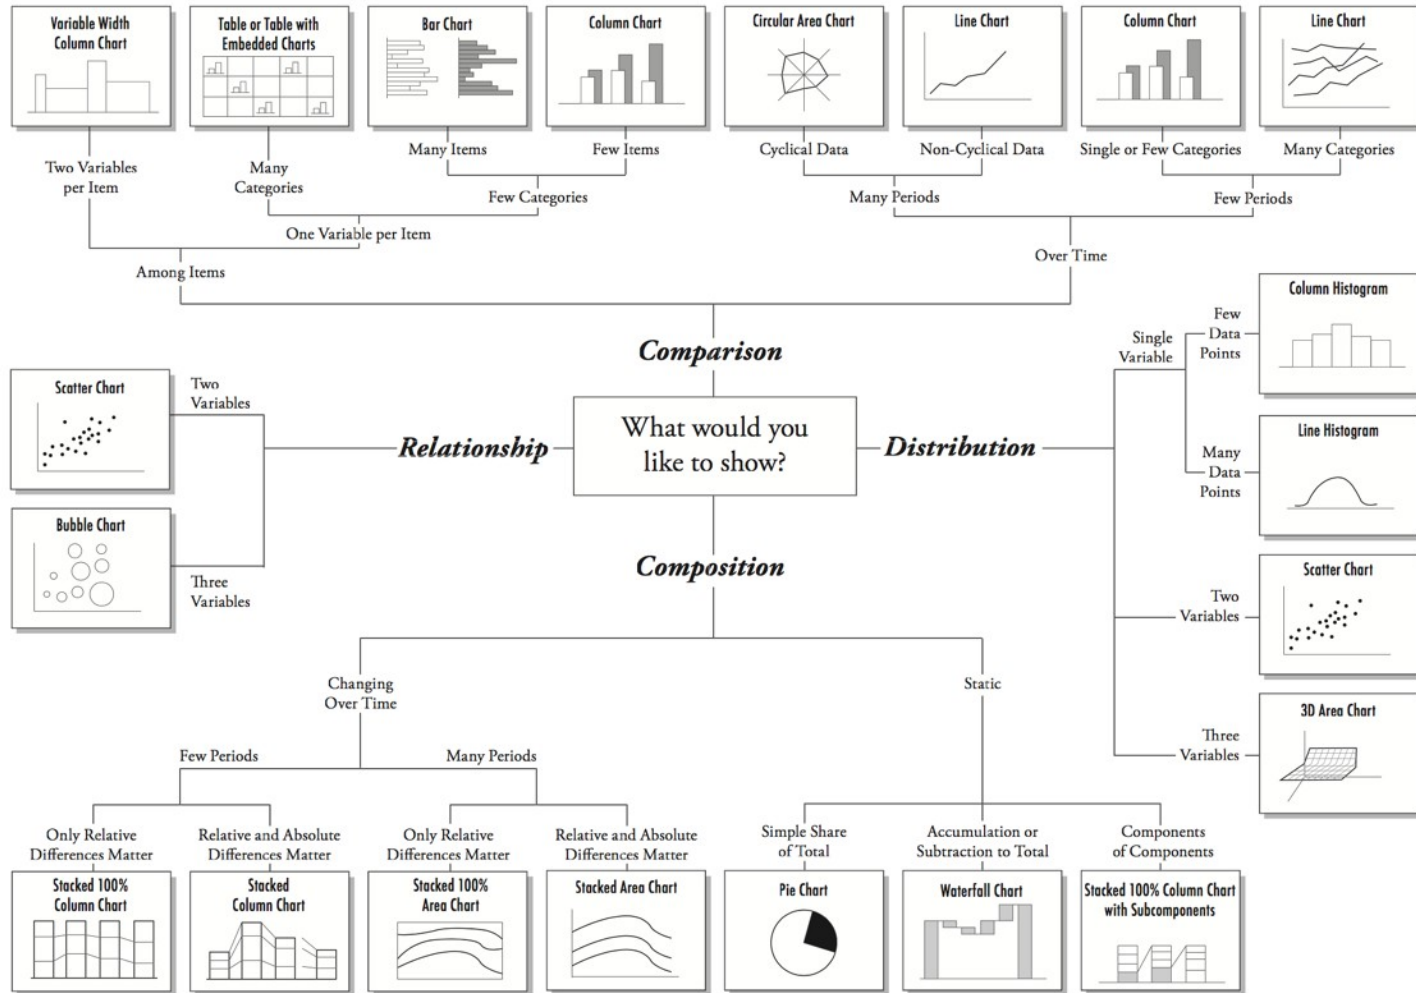 Variable Width
Column Chart
Table or Table with
Embedded Charts
Bar Chart
Column Chart
Circular Area Chart
Line Chart
Column Chart
Line Chart
Two Variables
per Item
Many
Categories
Many Items
Few Items
Cyclical Data
Non-Cyclical Data
Single or Few Categories
Many Categories
Few Categories
Many Periods
Few Periods
One Variable per Item
Over Time
Among Items
Comparison
Relationship
What would you
like to show?
Distribution
Composition
Two
Variables
Scatter Chart
Three
Variables
Bubble Chart
Single
Variable
Few
Data
Points
Column Histogram
Many
Data
Points
Line Histogram
Two
Variables
Scatter Chart
Three
Variables
3D Area Chart
Changing
Over Time
Static
Few Periods
Many Periods
Only Relative
Differences Matter
Relative and Absolute
Differences Matter
Only Relative
Differences Matter
Relative and Absolute
Differences Matter
Simple Share
of Total
Accumulation or
Subtraction to Total
Components
of Components
Stacked 100%
Column Chart
Stacked
Column Chart
Stacked 100%
Area Chart
Stacked Area Chart
Pie Chart
Waterfall Chart
Stacked 100% Column Chart
with Subcomponents